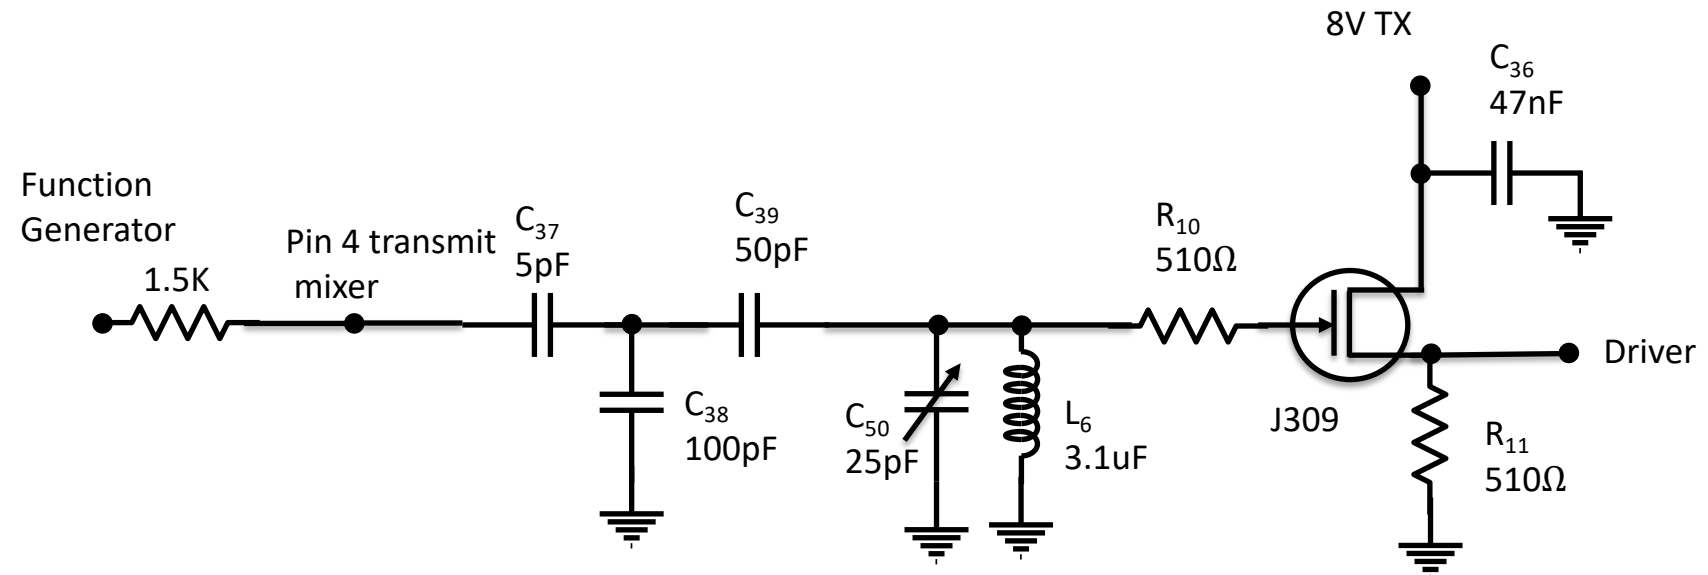 8V TX
C₃₆
47nF
Function
Generator
1.5K
Pin 4 transmit
mixer
C₃₇
5pF
C₃₉
50pF
R₁₀
510Ω
C₃₈
100pF
C₅₀
25pF
L₆
3.1uF
J309
Driver
R₁₁
510Ω